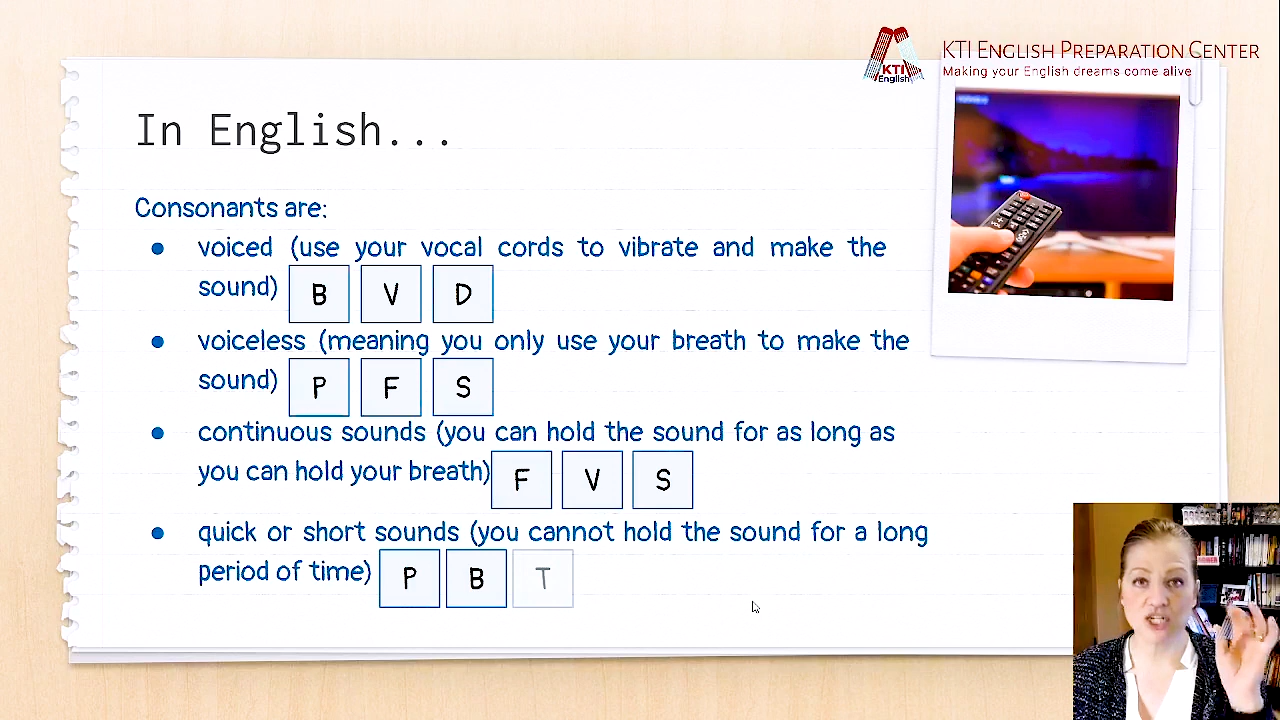 KTI ENGLISH PREPARATION CENTER
Making your English dreams come alive
KTI
English
In English...
Consonants are:
● voiced (use your vocal cords to vibrate and make the
sound) B V D
● voiceless (meaning you only use your breath to make the
sound) P F S
● continuous sounds (you can hold the sound for as long as
you can hold your breath) F V S
● quick or short sounds (you cannot hold the sound for a long
period of time) P B T